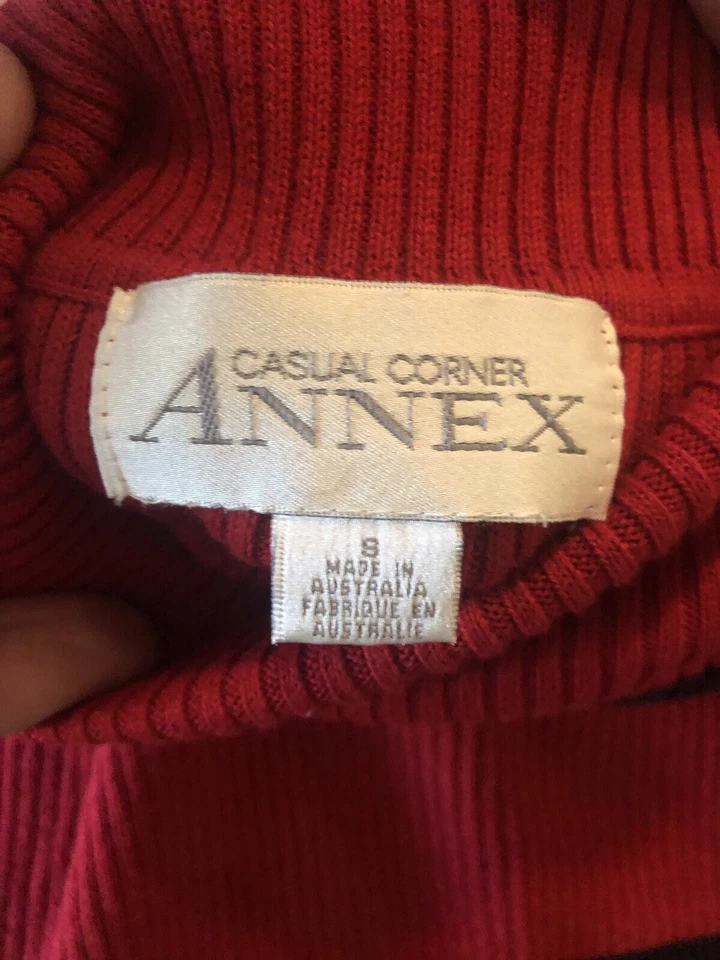 CASUAL CORNER
ANNEX
S
MADE IN
AUSTRALIA
FABRIQUE EN
AUSTRALIE